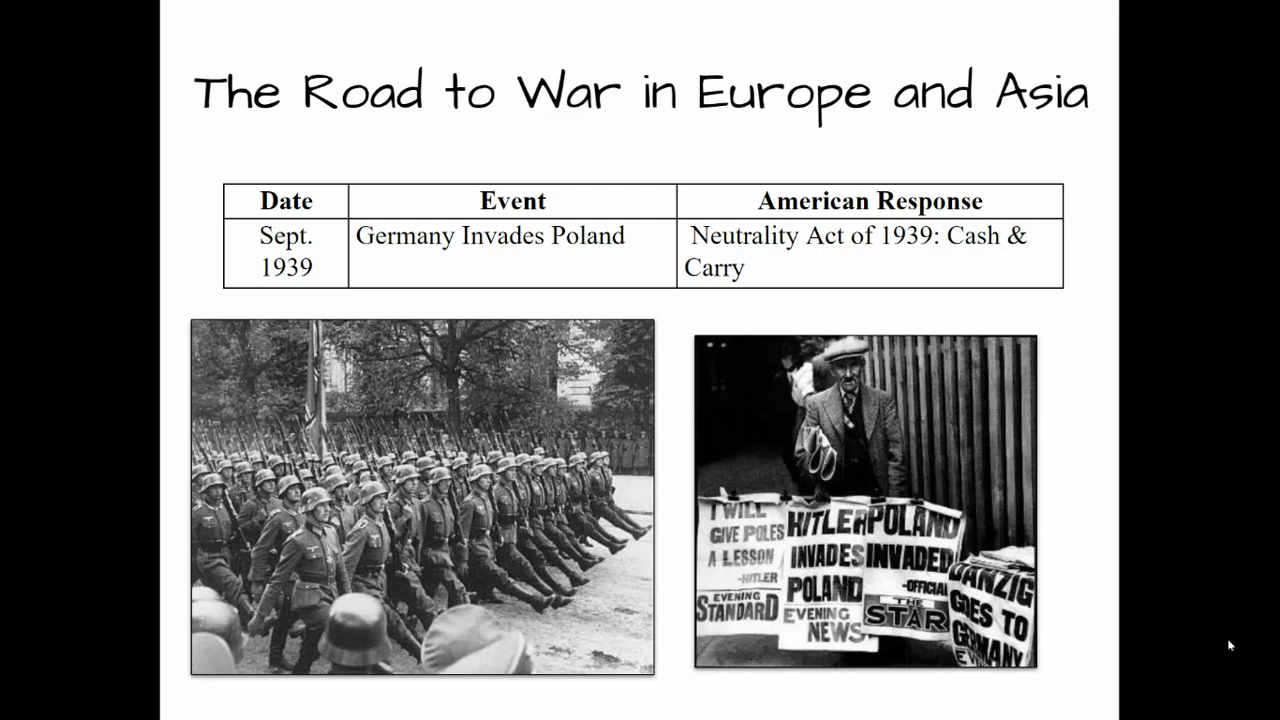 The Road to War in Europe and Asia
Date
Event
American Response
Sept.
1939
Germany Invades Poland
Neutrality Act of 1939: Cash &
Carry
I WILL
GIVE POLES
A LESSON
-HITLER
EVENING
STANDARD
HITLER
INVADES
POLAND
EVENING
NEWS
POLAND
INVADED
-OFFICIAL
THE
STAR
DANZIG
GOES TO
GERMANY